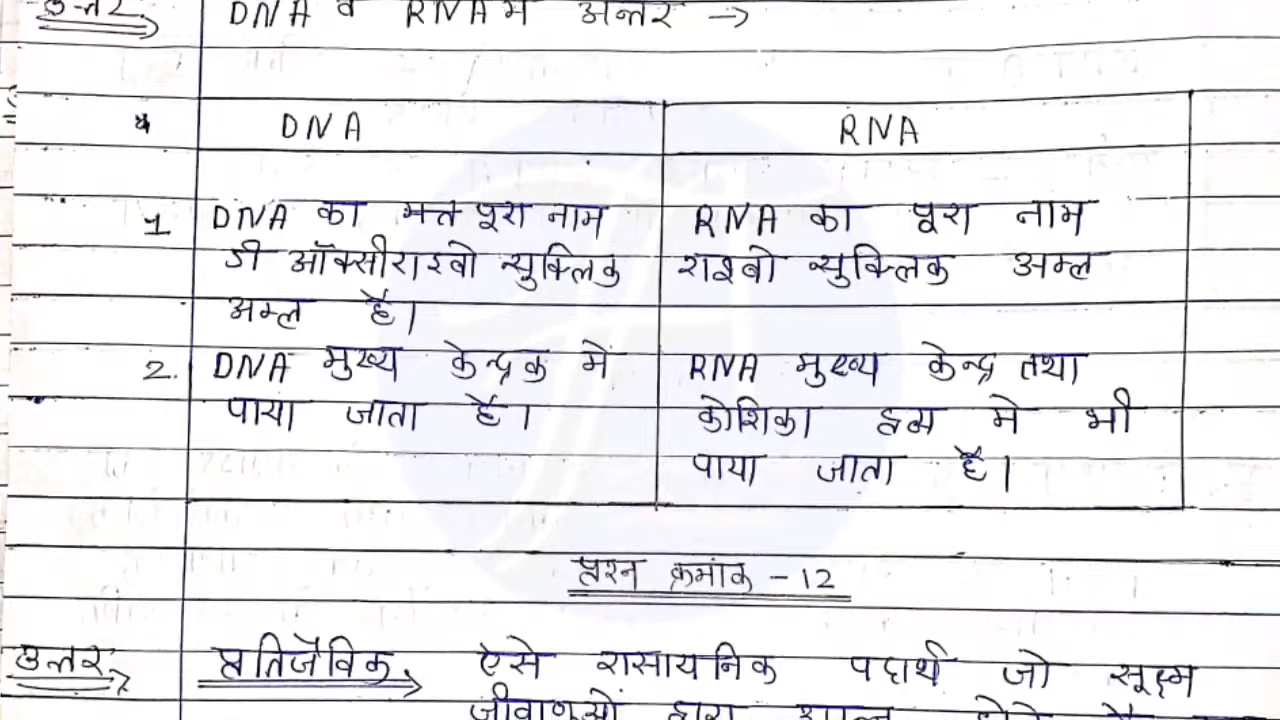 उत्तर DNA व RNA में अन्तर →
DNA RNA
1 DNA का पूरा नाम RNA का पूरा नाम
डी ऑक्सीराइबो न्युक्लिक राइबो न्युक्लिक अम्ल
अम्ल है।
2. DNA मुख्य केन्द्रक में RNA मुख्य केन्द्र तथा
पाया जाता है। कोशिका द्रव्य मे भी
पाया जाता है।
प्रश्न क्रमांक - 12
उत्तर प्रतिजैविक ऐसे रासायनिक पदार्थ जो सूक्ष्म
जीवाणुओं द्वारा